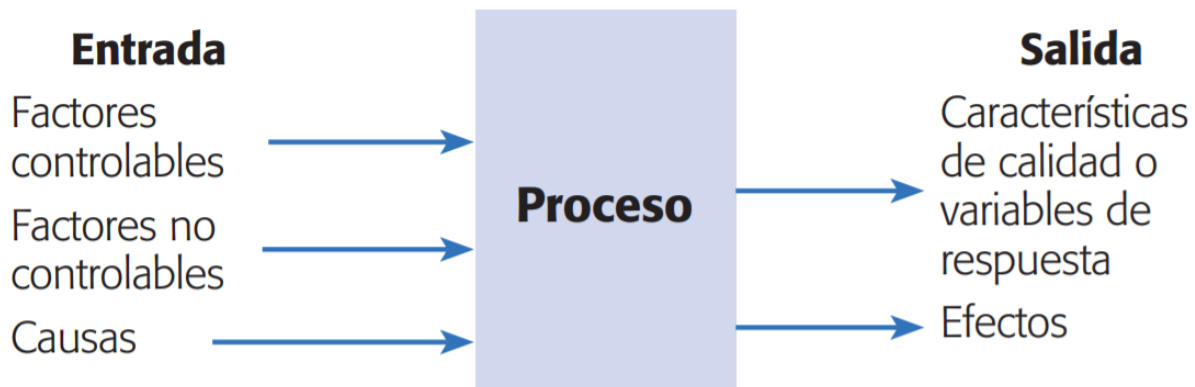 Entrada
Factores
controlables
Factores no
controlables
Causas
Proceso
Salida
Características
de calidad o
variables de
respuesta
Efectos